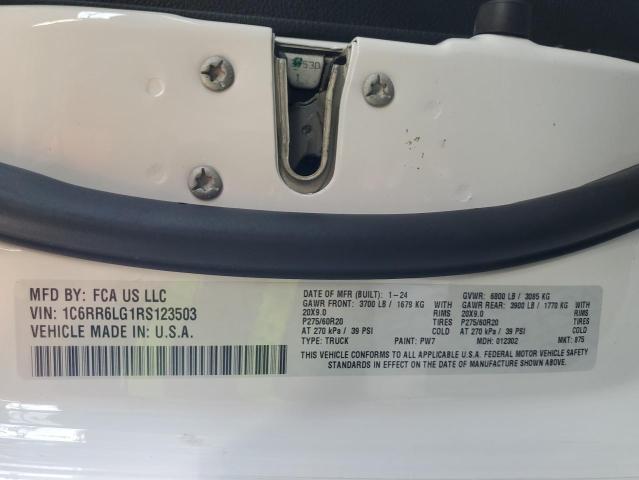 MFD BY: FCA US LLC
VIN: 1C6RR6LG1RS123503
VEHICLE MADE IN: U.S.A.
DATE OF MFR (BUILT): 1-24
GAWR FRONT: 3700 LB / 1679 KG WITH
20X9.0 RIMS
P275/60R20 TIRES
AT 270 kPa / 39 PSI COLD
TYPE: TRUCK PAINT: PW7
GVWR: 6800 LB / 3085 KG
GAWR REAR: 3900 LB / 1770 KG WITH
20X9.0 RIMS
P275/60R20 TIRES
AT 270 kPa / 39 PSI COLD
MDH: 012302 MKT: 875
THIS VEHICLE CONFORMS TO ALL APPLICABLE U.S.A. FEDERAL MOTOR VEHICLE SAFETY
STANDARDS IN EFFECT ON THE DATE OF MANUFACTURE SHOWN ABOVE.